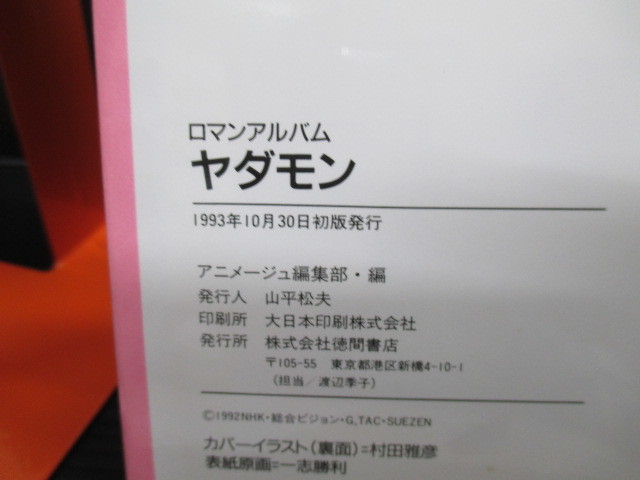 ロマンアルバム
ヤダモン
1993年10月30日初版発行
アニメージュ編集部・編
発行人 山平松夫
印刷所 大日本印刷株式会社
発行所 株式会社徳間書店
〒105-55 東京都港区新橋4-10-1
(担当／渡辺季子)
©1992NHK・総合ビジョン・G,TAC・SUEZEN
カバーイラスト(裏面)=村田雅彦
表紙原画=一志勝利